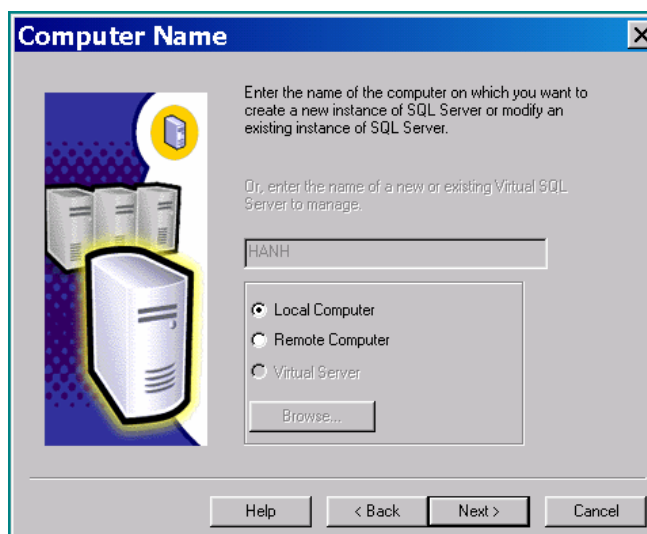 Computer Name
Enter the name of the computer on which you want to
create a new instance of SQL Server or modify an
existing instance of SQL Server.
Or, enter the name of a new or existing Virtual SQL
Server to manage.
HANH
Local Computer
Remote Computer
Virtual Server
Browse...
Help
< Back
Next >
Cancel